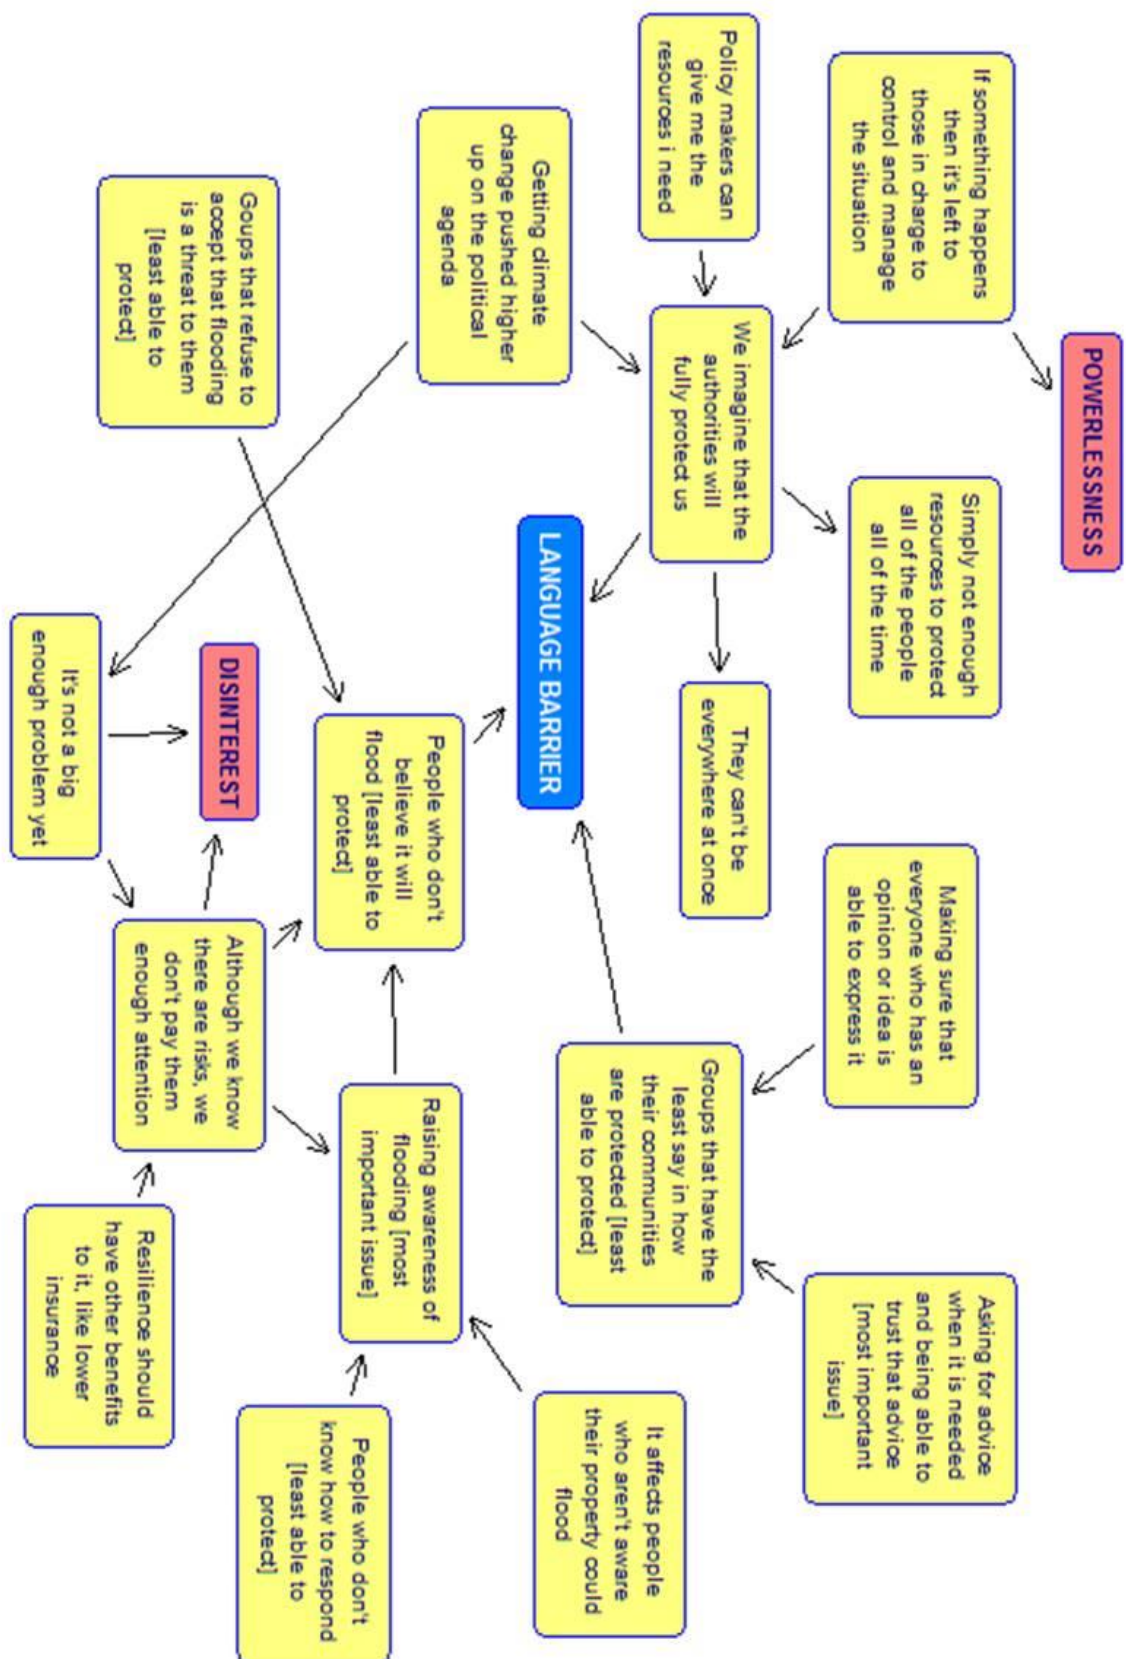 POWERLESSNESS
If something happens
then it's left to
those in charge to
control and manage
the situation
Simply not enough
resources to protect
all of the people
all of the time
Making sure that
everyone who has an
opinion or idea is
able to express it
Asking for advice
when it is needed
and being able to
trust that advice
[most important
issue]
Policy makers can
give me the
resources i need
We imagine that the
authorities will
fully protect us
They can't be
everywhere at once
Groups that have the
least say in how
their communities
are protected [least
able to protect]
It affects people
who aren't aware
their property could
flood
Getting climate
change pushed higher
up on the political
agenda
LANGUAGE BARRIER
People who don't
believe it will
flood [least able to
protect]
Raising awareness of
flooding [most
important issue]
People who don't
know how to respond
[least able to
protect]
Goups that refuse to
accept that flooding
is a threat to them
[least able to
protect]
DISINTEREST
Although we know
there are risks, we
don't pay them
enough attention
Resilience should
have other benefits
to it, like lower
insurance
It's not a big
enough problem yet